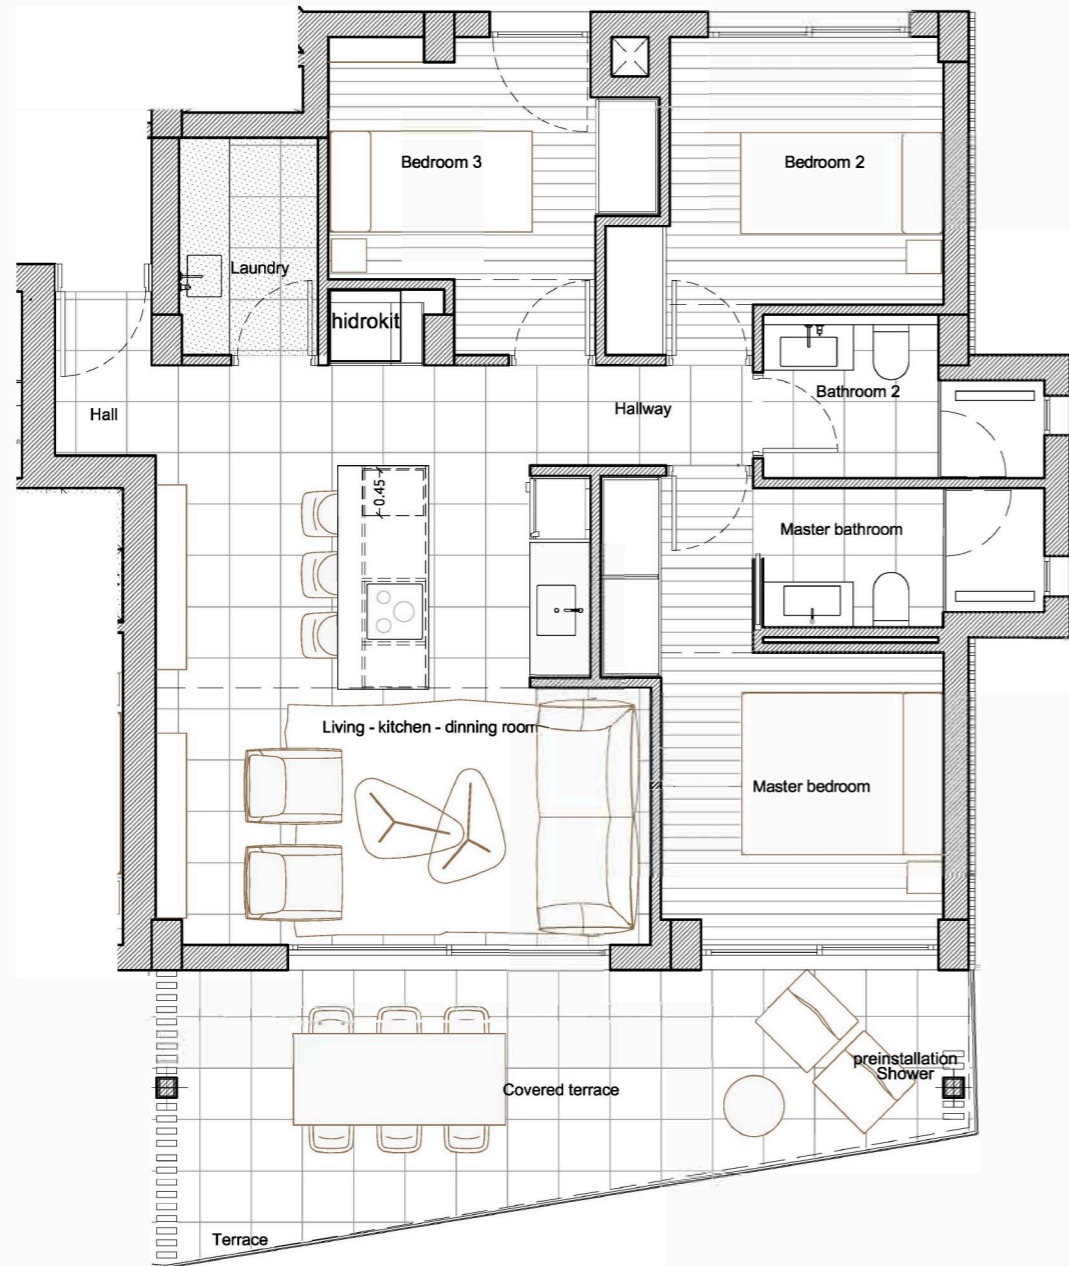 Bedroom 3
Bedroom 2
Laundry
hidrokit
Bathroom 2
Hall
Hallway
0.45
Master bathroom
Living - kitchen - dinning room
Master bedroom
preinstallation
Shower
Covered terrace
Terrace